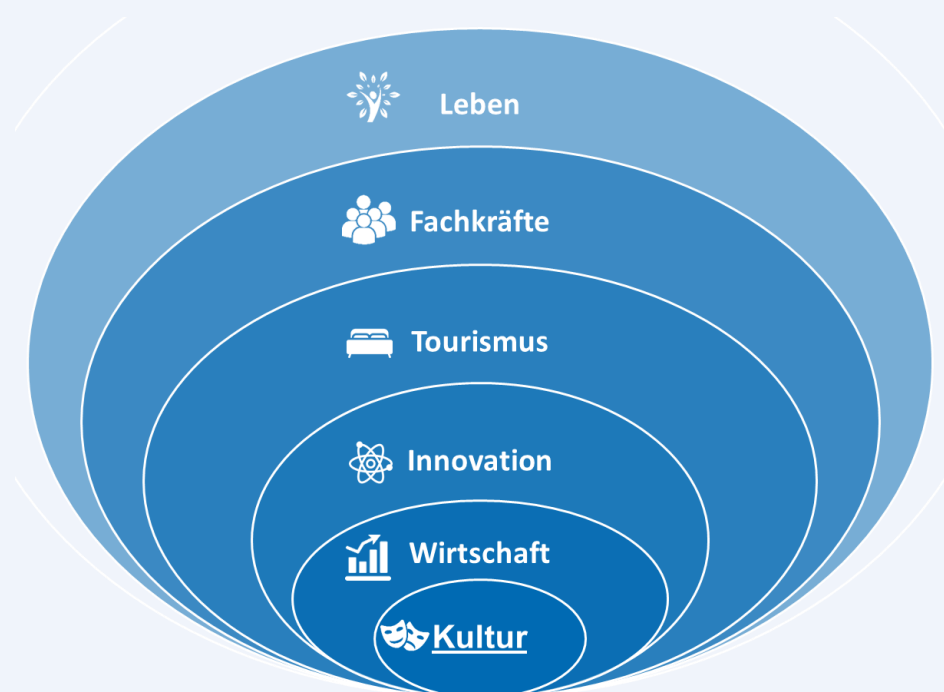 Leben
Fachkräfte
Tourismus
Innovation
Wirtschaft
Kultur